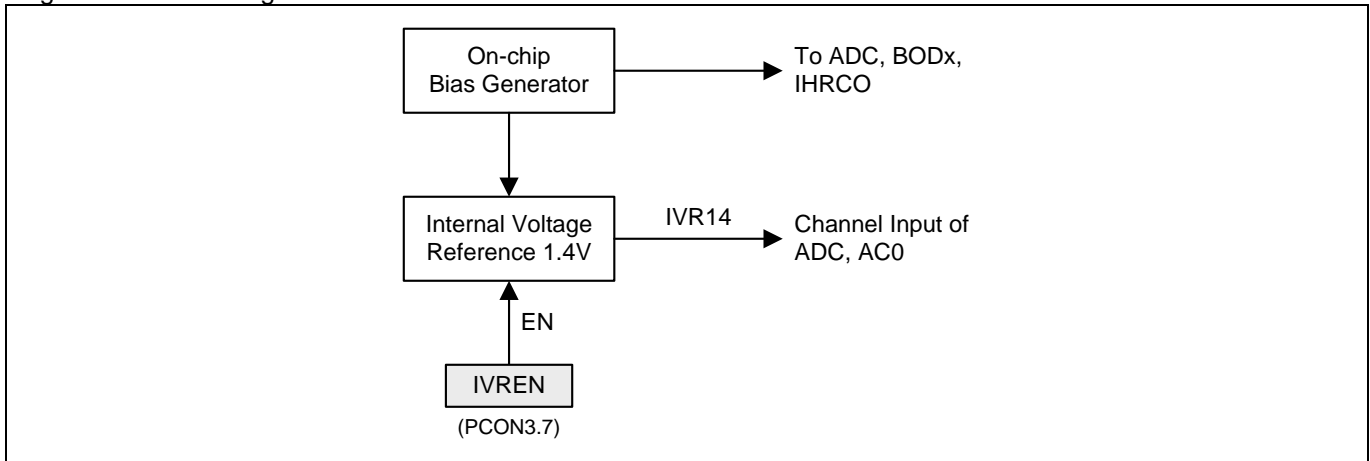 On-chip
Bias Generator
To ADC, BODx,
IHRCO
Internal Voltage
Reference 1.4V
IVR14
Channel Input of
ADC, AC0
EN
IVREN
(PCON3.7)